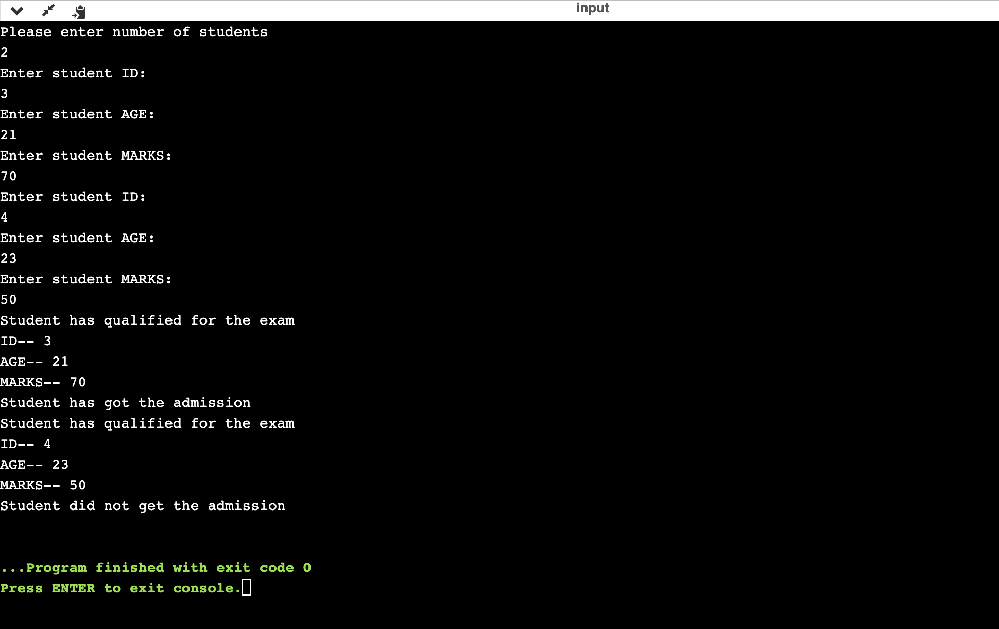 input
Please enter number of students
2
Enter student ID:
3
Enter student AGE:
21
Enter student MARKS:
70
Enter student ID:
4
Enter student AGE:
23
Enter student MARKS:
50
Student has qualified for the exam
ID-- 3
AGE-- 21
MARKS-- 70
Student has got the admission
Student has qualified for the exam
ID-- 4
AGE-- 23
MARKS-- 50
Student did not get the admission
...Program finished with exit code 0
Press ENTER to exit console.